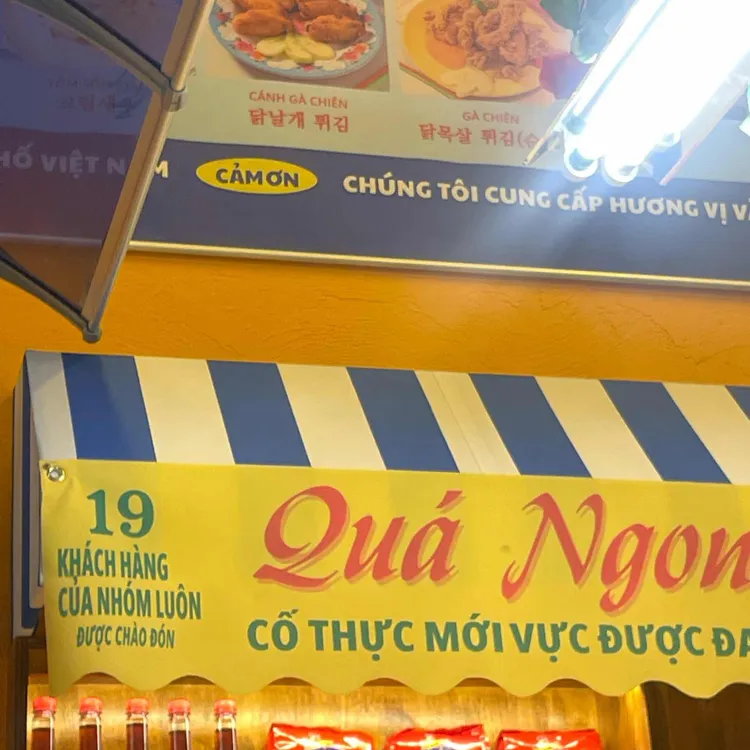 CÁNH GÀ CHIÊN
닭날개 튀김
GÀ CHIÊN
닭목살 튀김
HỐ VIỆT N M
CẢM ƠN
CHÚNG TÔI CUNG CẤP HƯƠNG VỊ
19
KHÁCH HÀNG
CỦA NHÓM LUÔN
ĐƯỢC CHÀO ĐÓN
Quá Ngon
CỐ THỰC MỚI VỰC ĐƯỢC ĐẠ